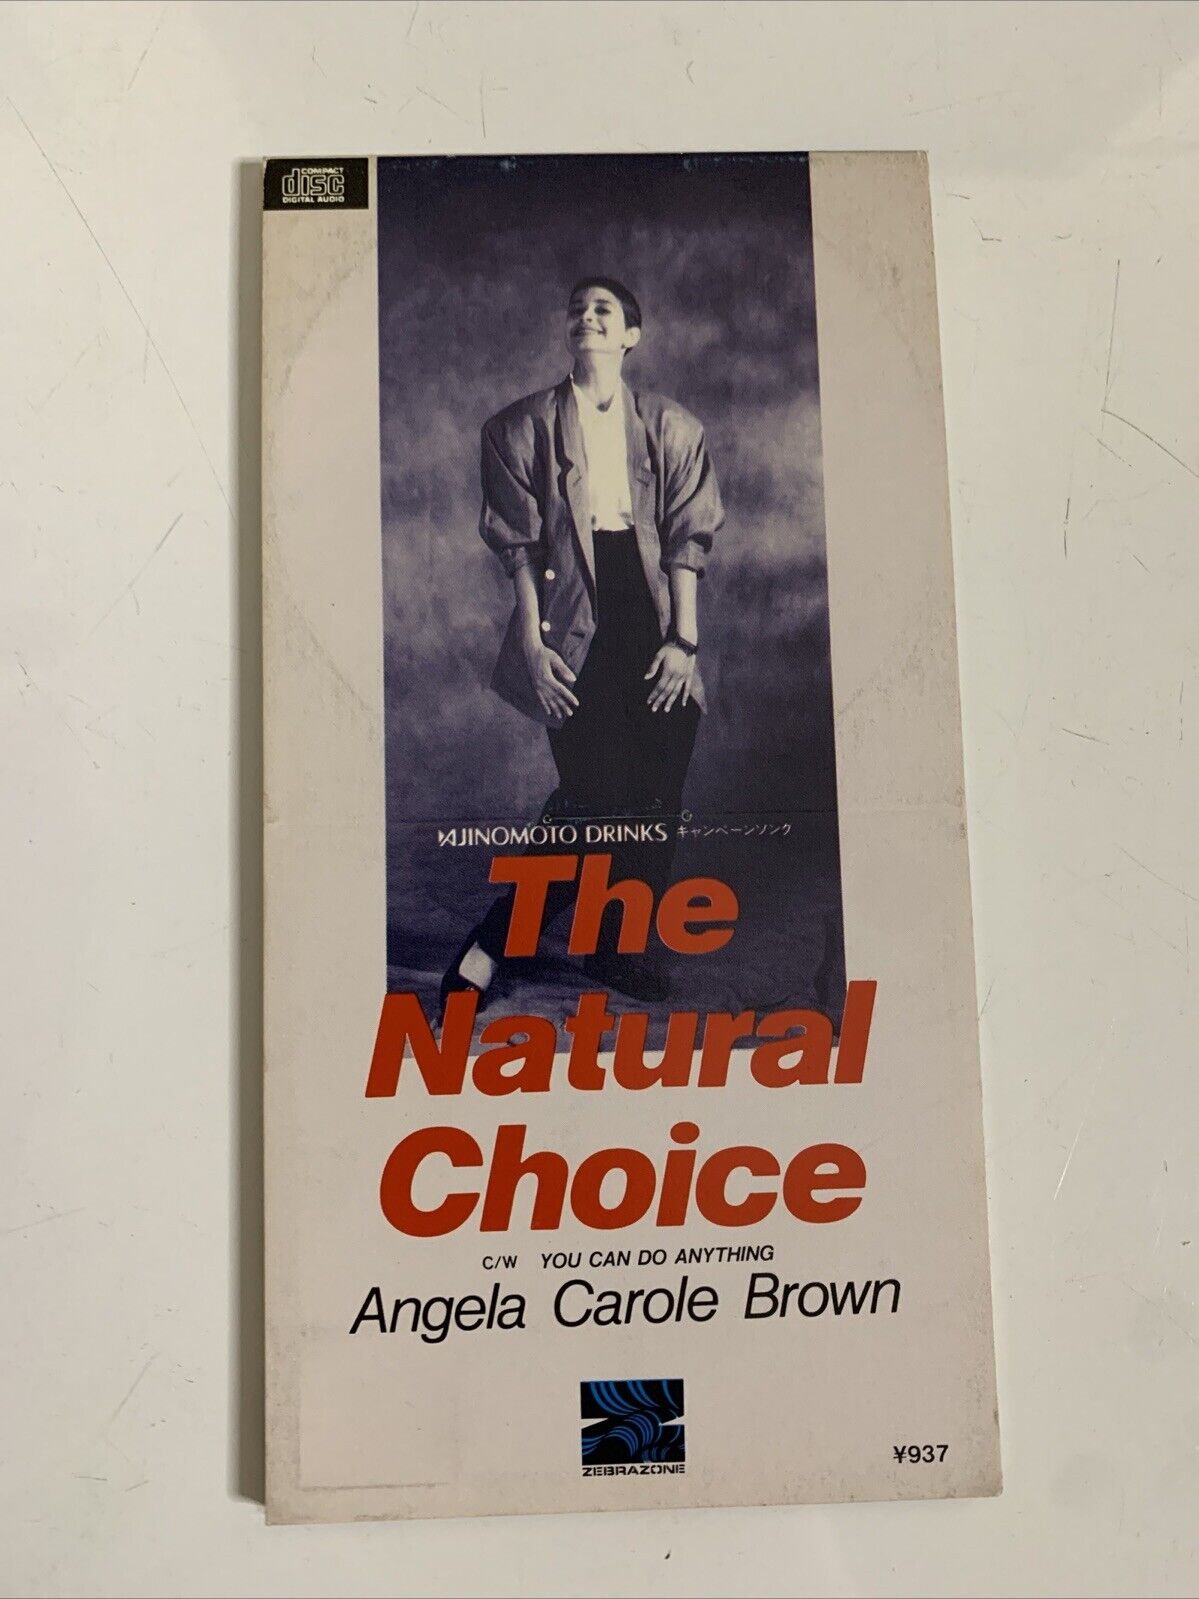 COMPACT
disc
DIGITAL AUDIO
AJINOMOTO DRINKS キャンペーンソング
The
Natural
Choice
C/W YOU CAN DO ANYTHING
Angela Carole Brown
ZEBRAZONE
¥937